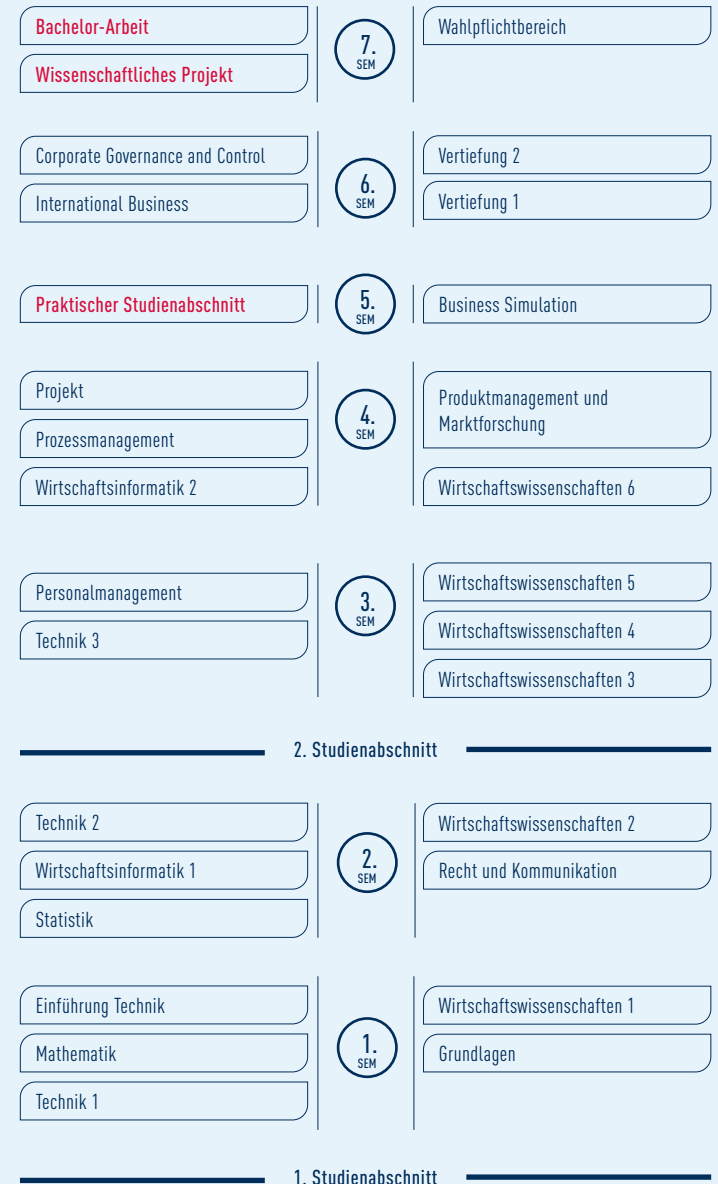 Bachelor-Arbeit
Wissenschaftliches Projekt
7.
SEM
Wahlpflichtbereich
Corporate Governance and Control
International Business
6.
SEM
Vertiefung 2
Vertiefung 1
Praktischer Studienabschnitt
5.
SEM
Business Simulation
Projekt
Prozessmanagement
Wirtschaftsinformatik 2
4.
SEM
Produktmanagement und
Marktforschung
Wirtschaftswissenschaften 6
Personalmanagement
Technik 3
3.
SEM
Wirtschaftswissenschaften 5
Wirtschaftswissenschaften 4
Wirtschaftswissenschaften 3
2. Studienabschnitt
Technik 2
Wirtschaftsinformatik 1
Statistik
2.
SEM
Wirtschaftswissenschaften 2
Recht und Kommunikation
Einführung Technik
Mathematik
Technik 1
1.
SEM
Wirtschaftswissenschaften 1
Grundlagen
1. Studienabschnitt